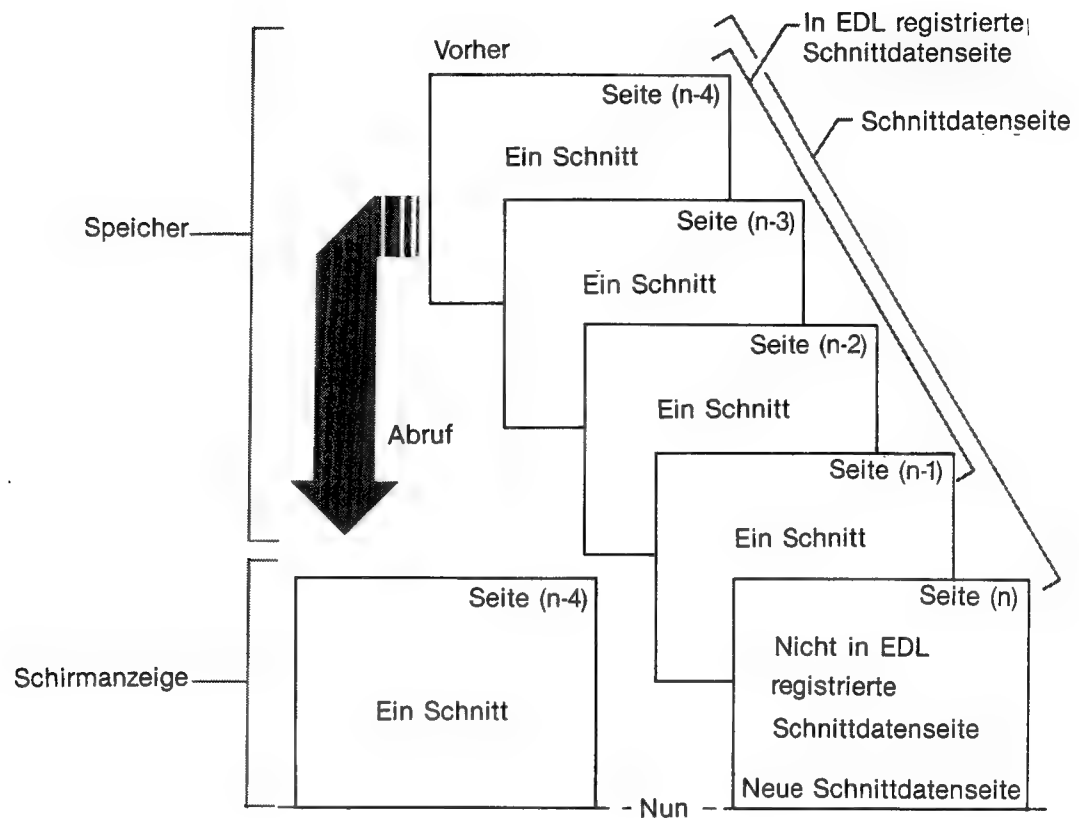 In EDL registrierte
Schnittdatenseite
Vorher
Seite (n-4)
Schnittdatenseite
Ein Schnitt
Seite (n-3)
Speicher
Ein Schnitt
Seite (n-2)
Ein Schnitt
Abruf
Seite (n-1)
Ein Schnitt
Seite (n-4)
Seite (n)
Nicht in EDL
registrierte
Schirmanzeige
Ein Schnitt
Schnittdatenseite
Neue Schnittdatenseite
- Nun -